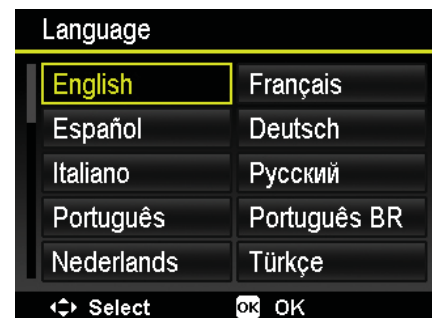 Language
English Français
Español Deutsch
Italiano Русский
Português Português BR
Nederlands Türkçe
Select OK OK